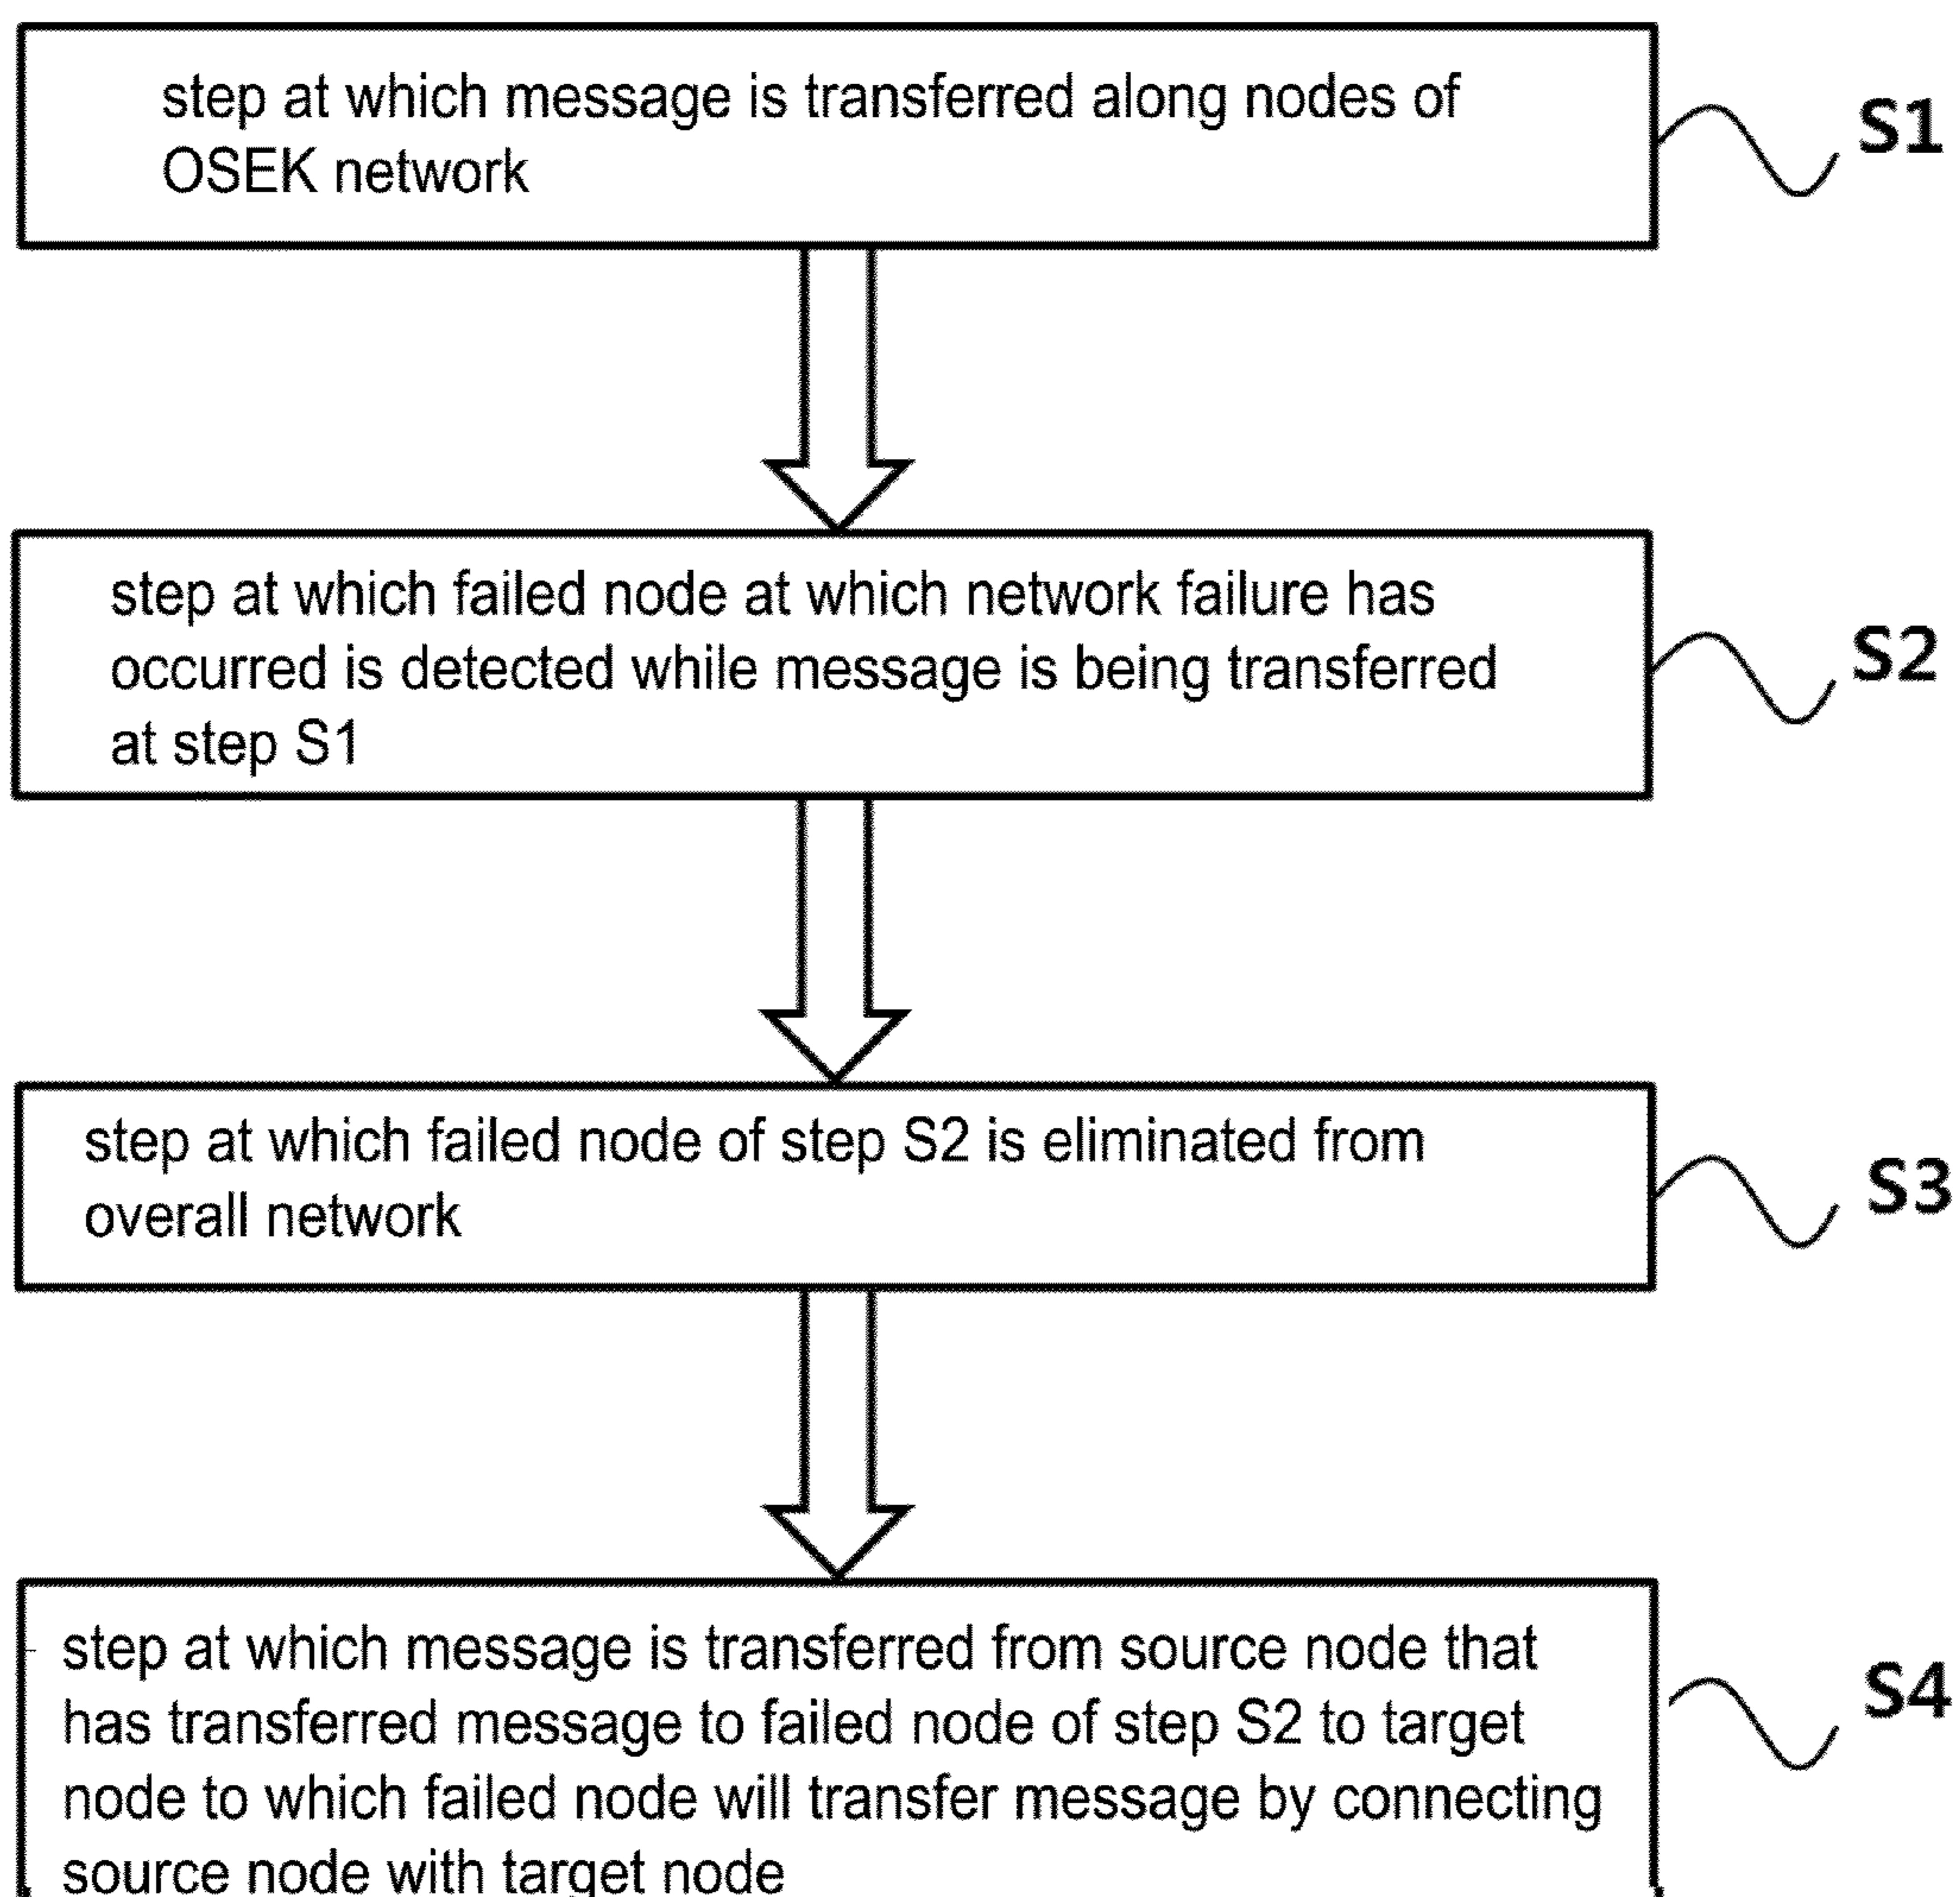 step at which message is transferred along nodes of
OSEK network
S1
step at which failed node at which network failure has
occurred is detected while message is being transferred
at step S1
S2
step at which failed node of step S2 is eliminated from
overall network
S3
step at which message is transferred from source node that
has transferred message to failed node of step S2 to target
node to which failed node will transfer message by connecting
source node with target node
S4